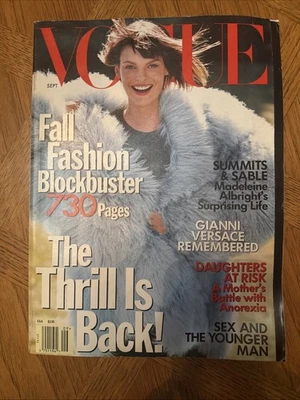 VOGUE
SEPT
Fall
Fashion
Blockbuster
730 Pages
SUMMITS
& SABLE
Madeleine
Albright's
Surprising Life
GIANNI
VERSACE
REMEMBERED
DAUGHTERS
AT RISK
A Mother's
Battle with
Anorexia
The
Thrill Is
Back!
SEX AND
THE YOUNGER
MAN